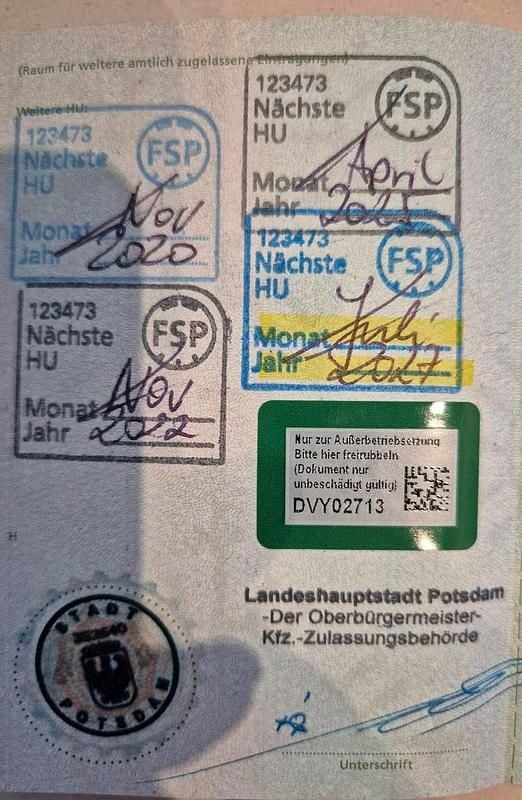 (Raum für weitere amtlich zugelassene Eintragungen)
Weitere HU:
123473
FSP
Nächste
HU
Monat Nov
Jahr 2020
123473
FSP
Nächste
HU
Monat April
Jahr 2025
123473
FSP
Nächste
HU
Monat Nov
Jahr 2022
123473
FSP
Nächste
HU
Monat Juli
Jahr 2027
Nur zur Außerbetriebsetzung
Bitte hier freirubbeln
(Dokument nur
unbeschädigt gültig)
DVY02713
H
STADT
POTSDAM
Landeshauptstadt Potsdam
-Der Oberbürgermeister-
Kfz.-Zulassungsbehörde
Unterschrift